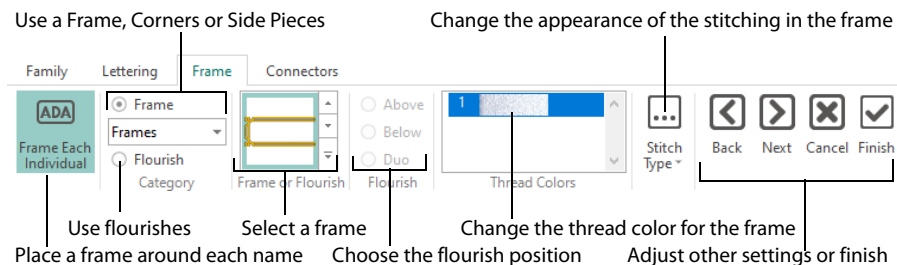 Use a Frame, Corners or Side Pieces
Change the appearance of the stitching in the frame
Family Lettering Frame Connectors
ADA
Frame Each
Individual
Frame
Frames
Flourish
Category
Frame or Flourish
Above
Below
Duo
Flourish
1
Thread Colors
Stitch
Type
Back Next Cancel Finish
Use flourishes
Select a frame
Change the thread color for the frame
Place a frame around each name
Choose the flourish position
Adjust other settings or finish